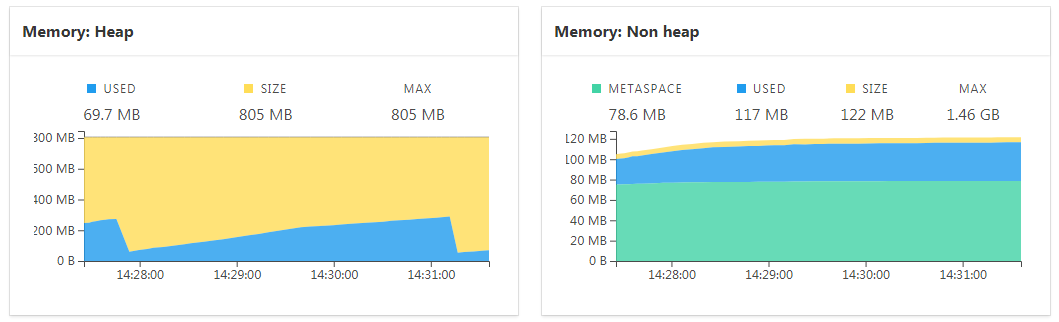 Memory: Heap
USED SIZE MAX
69.7 MB 805 MB 805 MB
800 MB
600 MB
400 MB
200 MB
0 B
14:28:00 14:29:00 14:30:00 14:31:00
Memory: Non heap
METASPACE USED SIZE MAX
78.6 MB 117 MB 122 MB 1.46 GB
120 MB
100 MB
80 MB
60 MB
40 MB
20 MB
0 B
14:28:00 14:29:00 14:30:00 14:31:00